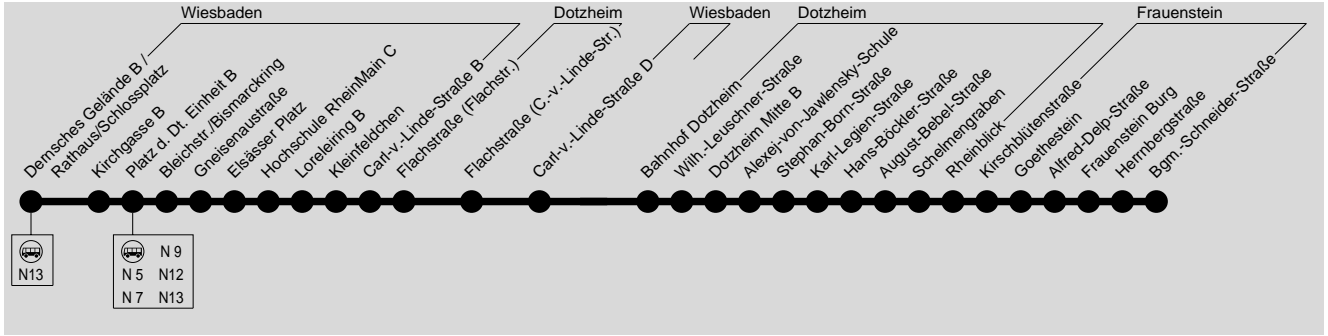 Wiesbaden
Dotzheim
Wiesbaden
Dotzheim
Frauenstein
Dernsches Gelände B /
Rathaus/Schlossplatz
Kirchgasse B
Platz d. Dt. Einheit B
Bleichstr./Bismarckring
Gneisenaustraße
Elsässer Platz
Hochschule RheinMain C
Loreleiring B
Kleinfeldchen
Carl-v.-Linde-Straße B
Flachstraße (Flachstr.)
Flachstraße (C.-v.-Linde-Str.)
Carl-v.-Linde-Straße D
Bahnhof Dotzheim
Wilh.-Leuschner-Straße
Dotzheim Mitte B
Alexej-von-Jawlensky-Schule
Stephan-Born-Straße
Karl-Legien-Straße
Hans-Böckler-Straße
August-Bebel-Straße
Schelmengraben
Rheinblick
Kirschblütenstraße
Goethestein
Alfred-Delp-Straße
Frauenstein Burg
Herrnbergstraße
Bgm.-Schneider-Straße
N13
N 9
N 5 N12
N 7 N13